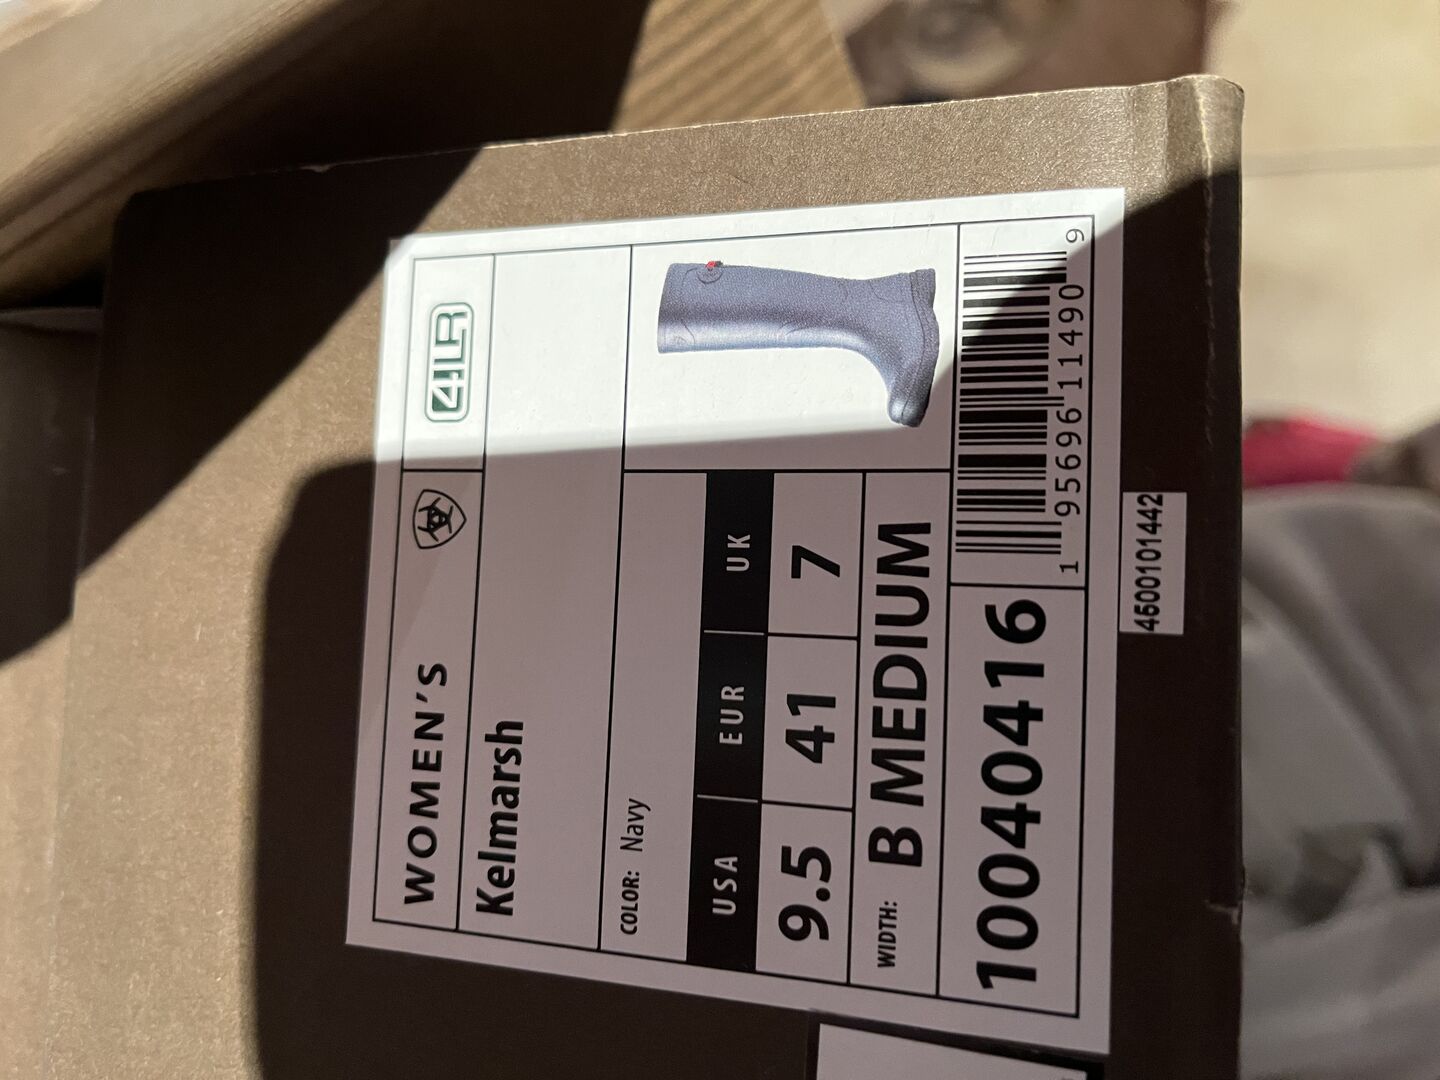 WOMEN'S
4LR
Kelmarsh
COLOR: Navy
USA EUR UK
9.5 41 7
WIDTH: B MEDIUM
10040416
1 95696 11490 9
4500101442